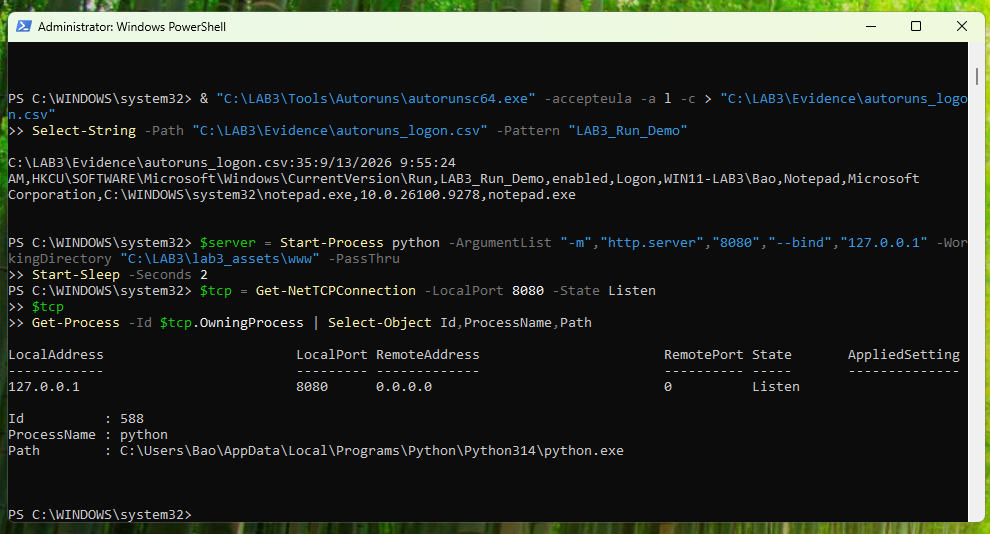 Administrator: Windows PowerShell
PS C:\WINDOWS\system32> & "C:\LAB3\Tools\Autoruns\autorunsc64.exe" -accepteula -a l -c > "C:\LAB3\Evidence\autoruns_logo
n.csv"
>> Select-String -Path "C:\LAB3\Evidence\autoruns_logon.csv" -Pattern "LAB3_Run_Demo"
C:\LAB3\Evidence\autoruns_logon.csv:35:9/13/2026 9:55:24
AM,HKCU\SOFTWARE\Microsoft\Windows\CurrentVersion\Run,LAB3_Run_Demo,enabled,Logon,WIN11-LAB3\Bao,Notepad,Microsoft
Corporation,C:\WINDOWS\system32\notepad.exe,10.0.26100.9278,notepad.exe
PS C:\WINDOWS\system32> $server = Start-Process python -ArgumentList "-m","http.server","8080","--bind","127.0.0.1" -Wor
kingDirectory "C:\LAB3\lab3_assets\www" -PassThru
>> Start-Sleep -Seconds 2
PS C:\WINDOWS\system32> $tcp = Get-NetTCPConnection -LocalPort 8080 -State Listen
>> $tcp
>> Get-Process -Id $tcp.OwningProcess | Select-Object Id,ProcessName,Path
LocalAddress LocalPort RemoteAddress RemotePort State AppliedSetting
------------ --------- ------------- ---------- ----- --------------
127.0.0.1 8080 0.0.0.0 0 Listen
Id : 588
ProcessName : python
Path : C:\Users\Bao\AppData\Local\Programs\Python\Python314\python.exe
PS C:\WINDOWS\system32>